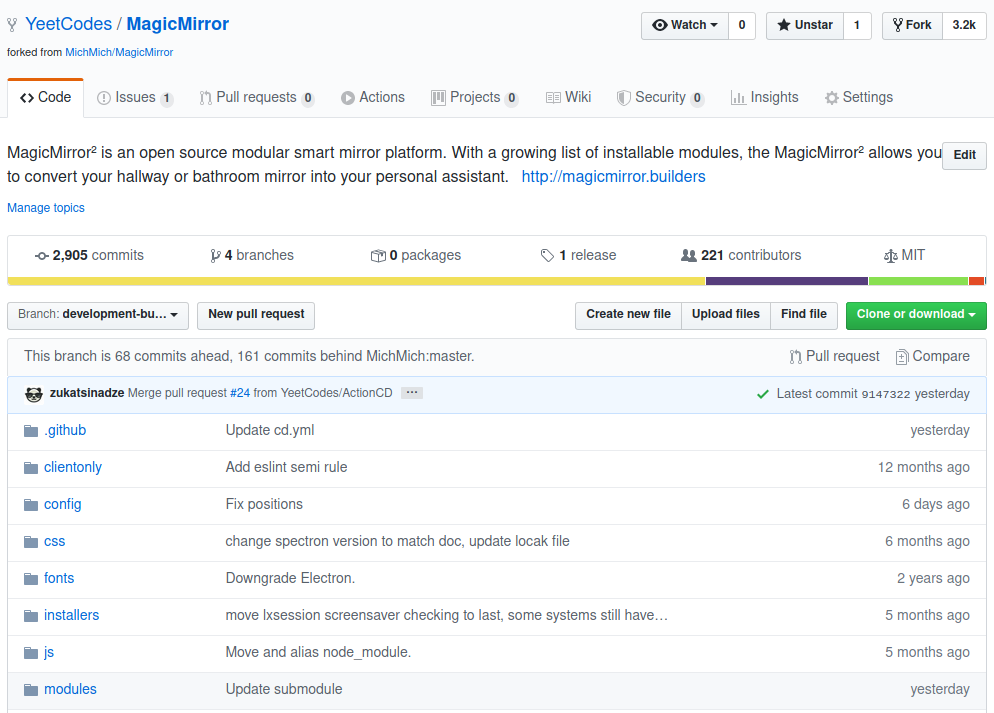 YeetCodes / MagicMirror
Watch 0 Unstar 1 Fork 3.2k
forked from MichMich/MagicMirror
Code Issues 1 Pull requests 0 Actions Projects 0 Wiki Security 0 Insights Settings
MagicMirror² is an open source modular smart mirror platform. With a growing list of installable modules, the MagicMirror² allows you
to convert your hallway or bathroom mirror into your personal assistant. http://magicmirror.builders
Edit
Manage topics
2,905 commits 4 branches 0 packages 1 release 221 contributors MIT
Branch: development-bu... New pull request Create new file Upload files Find file Clone or download
This branch is 68 commits ahead, 161 commits behind MichMich:master. Pull request Compare
zukatsinadze Merge pull request #24 from YeetCodes/ActionCD ... Latest commit 9147322 yesterday
.github Update cd.yml yesterday
clientonly Add eslint semi rule 12 months ago
config Fix positions 6 days ago
css change spectron version to match doc, update locak file 6 months ago
fonts Downgrade Electron. 2 years ago
installers move lxsession screensaver checking to last, some systems still have… 5 months ago
js Move and alias node_module. 5 months ago
modules Update submodule yesterday